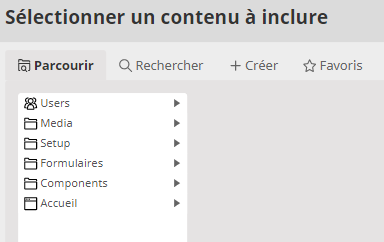 Sélectionner un contenu à inclure
Parcourir Rechercher Créer Favoris
Users
Media
Setup
Formulaires
Components
Accueil